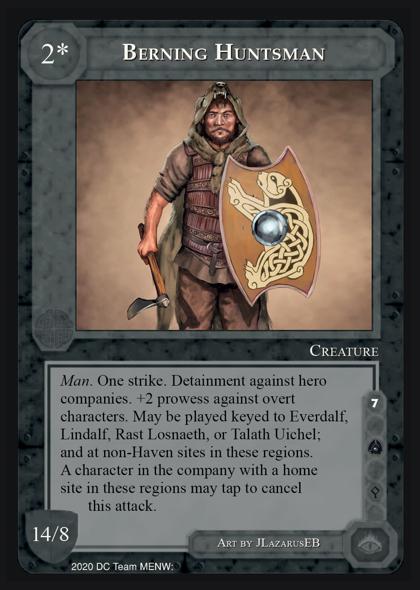 2*
BERNING HUNTSMAN
CREATURE
Man. One strike. Detainment against hero
companies. +2 prowess against overt
characters. May be played keyed to Everdalf,
Lindalf, Rast Losnaeth, or Talath Uichel;
and at non-Haven sites in these regions.
A character in the company with a home
site in these regions may tap to cancel
this attack.
7
14/8
ART BY JLAZARUSEB
2020 DC Team MENW: